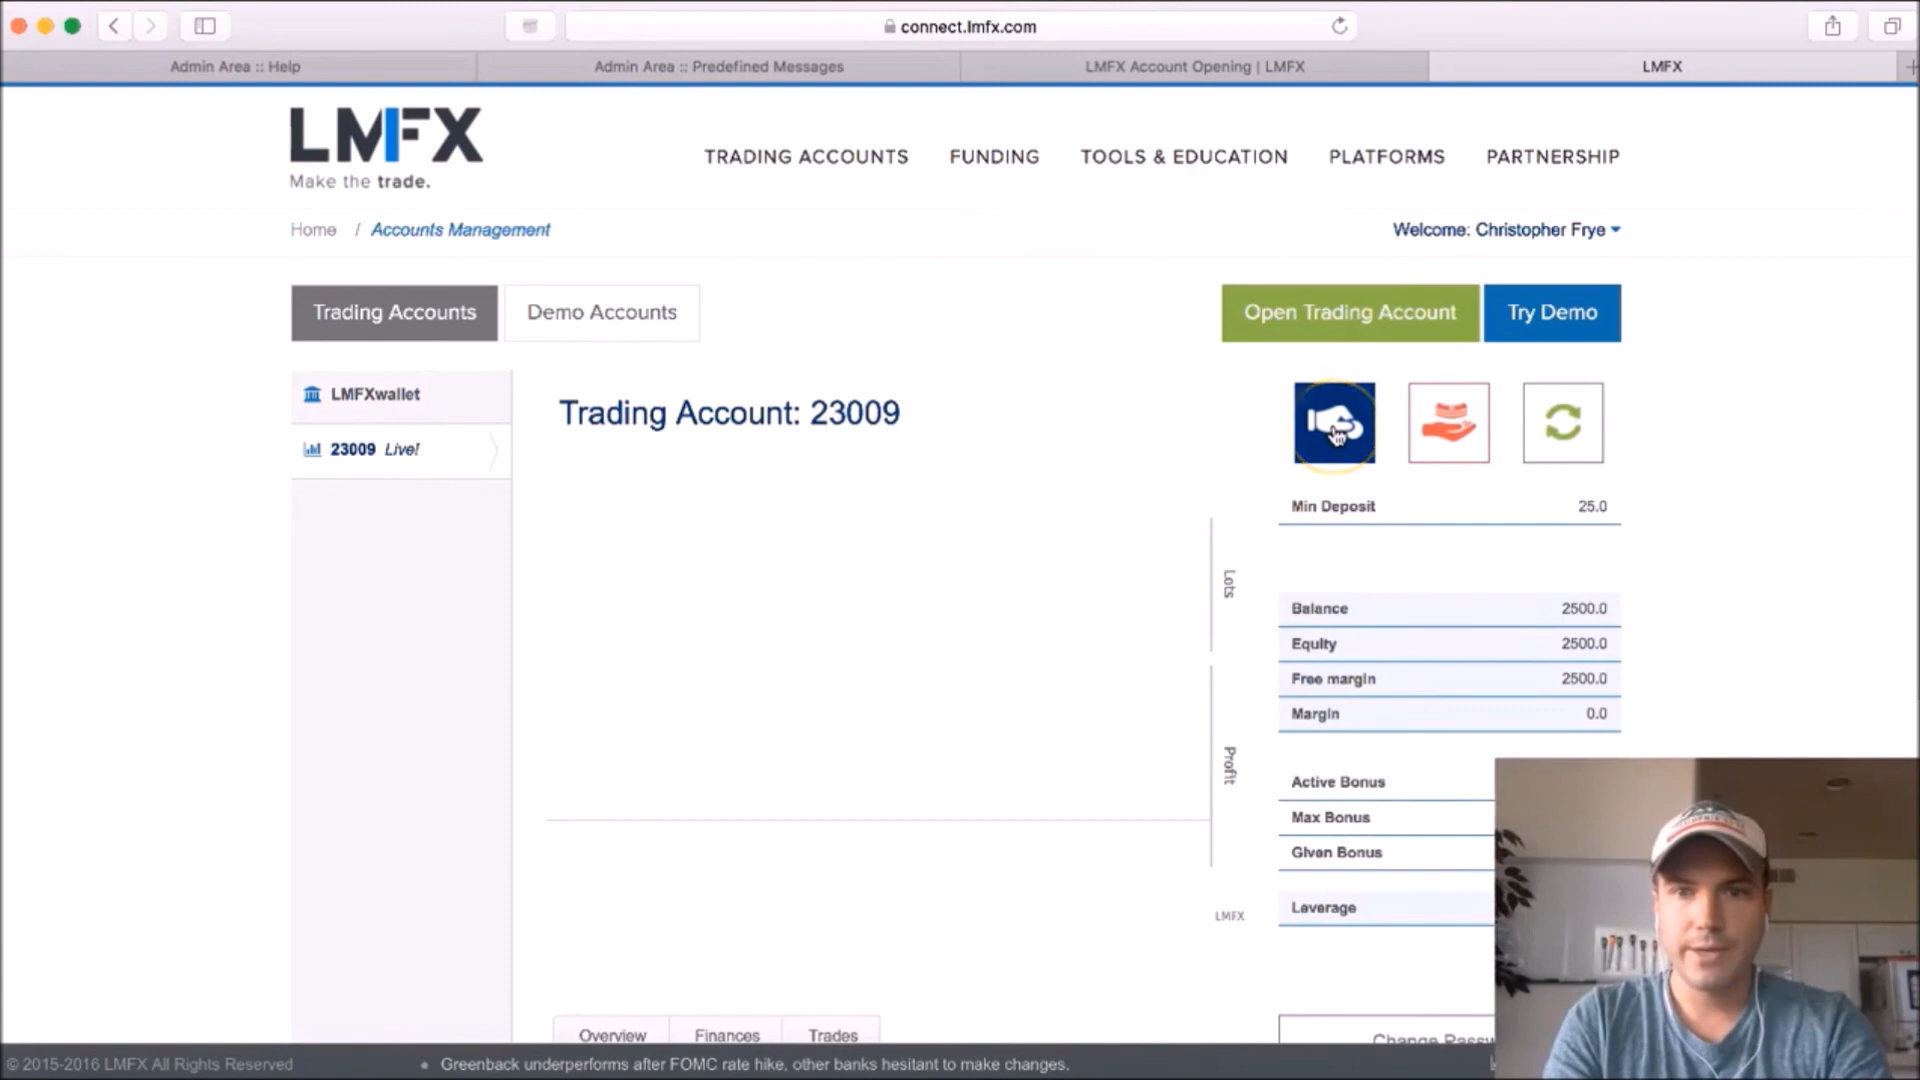 connect.lmfx.com
Admin Area :: Help
Admin Area :: Predefined Messages
LMFX Account Opening | LMFX
LMFX
LMFX
Make the trade.
TRADING ACCOUNTS
FUNDING
TOOLS & EDUCATION
PLATFORMS
PARTNERSHIP
Home / Accounts Management
Welcome: Christopher Frye
Trading Accounts
Demo Accounts
Open Trading Account
Try Demo
LMFXwallet
23009 Live!
Trading Account: 23009
Min Deposit 25.0
Lots
Balance 2500.0
Equity 2500.0
Free margin 2500.0
Margin 0.0
Profit
Active Bonus
Max Bonus
Given Bonus
Leverage
LMFX
Overview
Finances
Trades
© 2015-2016 LMFX All Rights Reserved
• Greenback underperforms after FOMC rate hike, other banks hesitant to make changes.